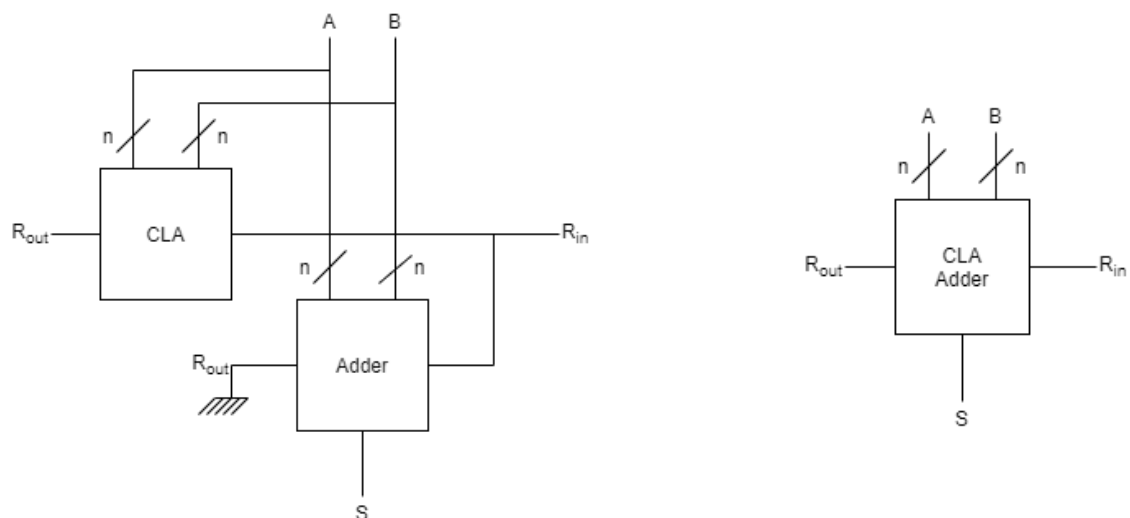 A B
n n
R_out CLA R_in
n n
R_out Adder
S
A B
n n
R_out CLA
Adder R_in
S